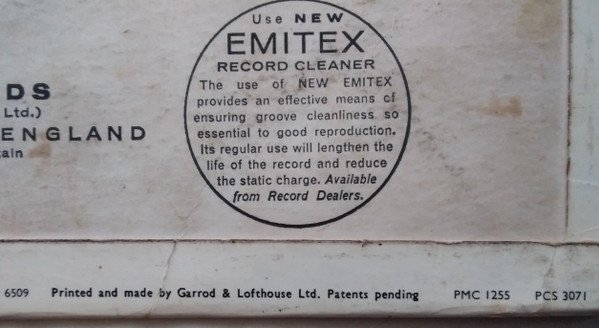 Use NEW
EMITEX
RECORD CLEANER
The use of NEW EMITEX
provides an effective means of
ensuring groove cleanliness so
essential to good reproduction.
Its regular use will lengthen the
life of the record and reduce
the static charge. Available
from Record Dealers.
DS
Ltd.)
ENGLAND
tain
6509 Printed and made by Garrod & Lofthouse Ltd. Patents pending PMC 1255 PCS 3071